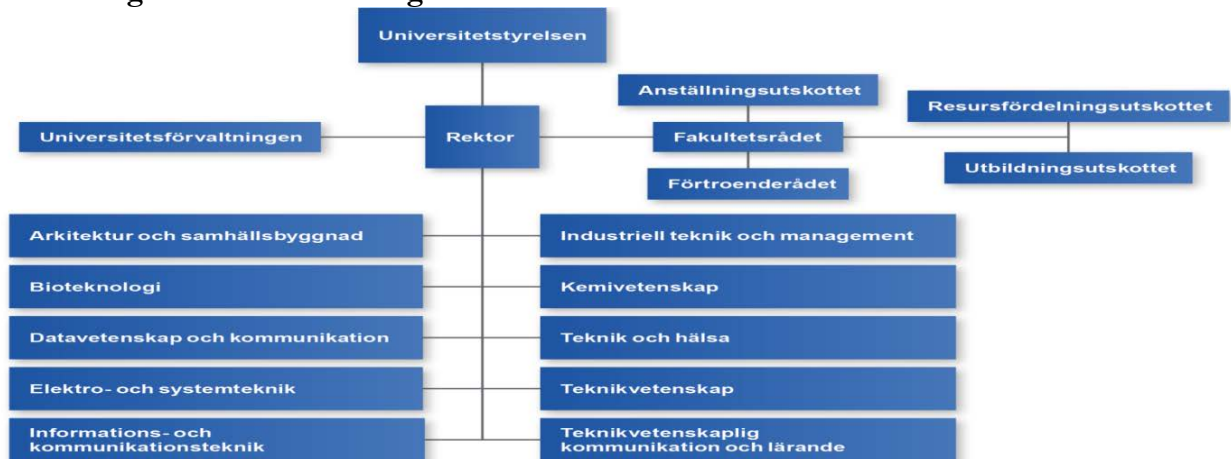 Universitetstyrelsen
Anställningsutskottet
Resursfördelningsutskottet
Universitetsförvaltningen
Rektor
Fakultetsrådet
Utbildningsutskottet
Förtroenderådet
Arkitektur och samhällsbyggnad
Industriell teknik och management
Bioteknologi
Kemivetenskap
Datavetenskap och kommunikation
Teknik och hälsa
Elektro- och systemteknik
Teknikvetenskap
Informations- och
kommunikationsteknik
Teknikvetenskaplig
kommunikation och lärande